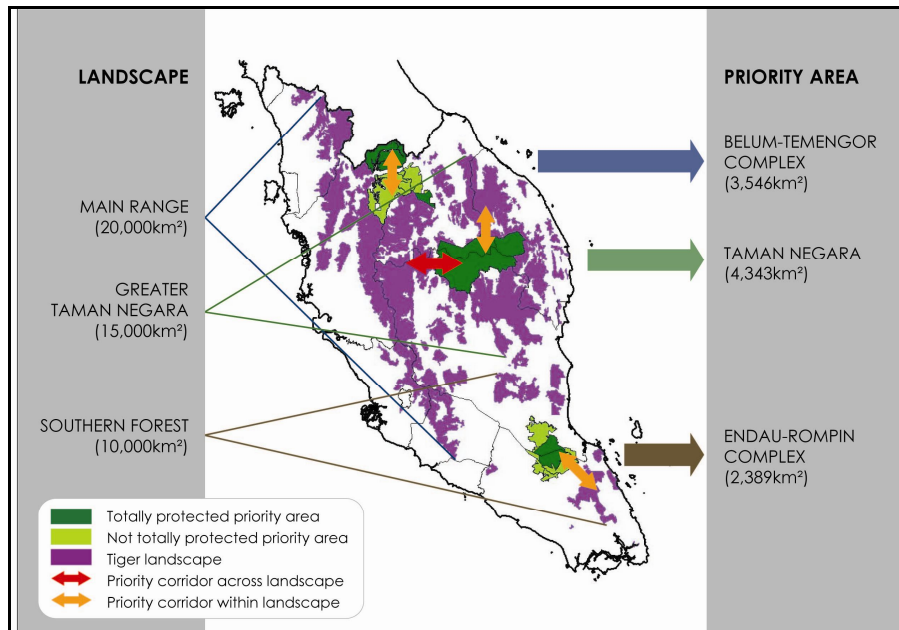 LANDSCAPE
MAIN RANGE
(20,000km²)
GREATER
TAMAN NEGARA
(15,000km²)
SOUTHERN FOREST
(10,000km²)
PRIORITY AREA
BELUM-TEMENGOR
COMPLEX
(3,546km²)
TAMAN NEGARA
(4,343km²)
ENDAU-ROMPIN
COMPLEX
(2,389km²)
Totally protected priority area
Not totally protected priority area
Tiger landscape
Priority corridor across landscape
Priority corridor within landscape